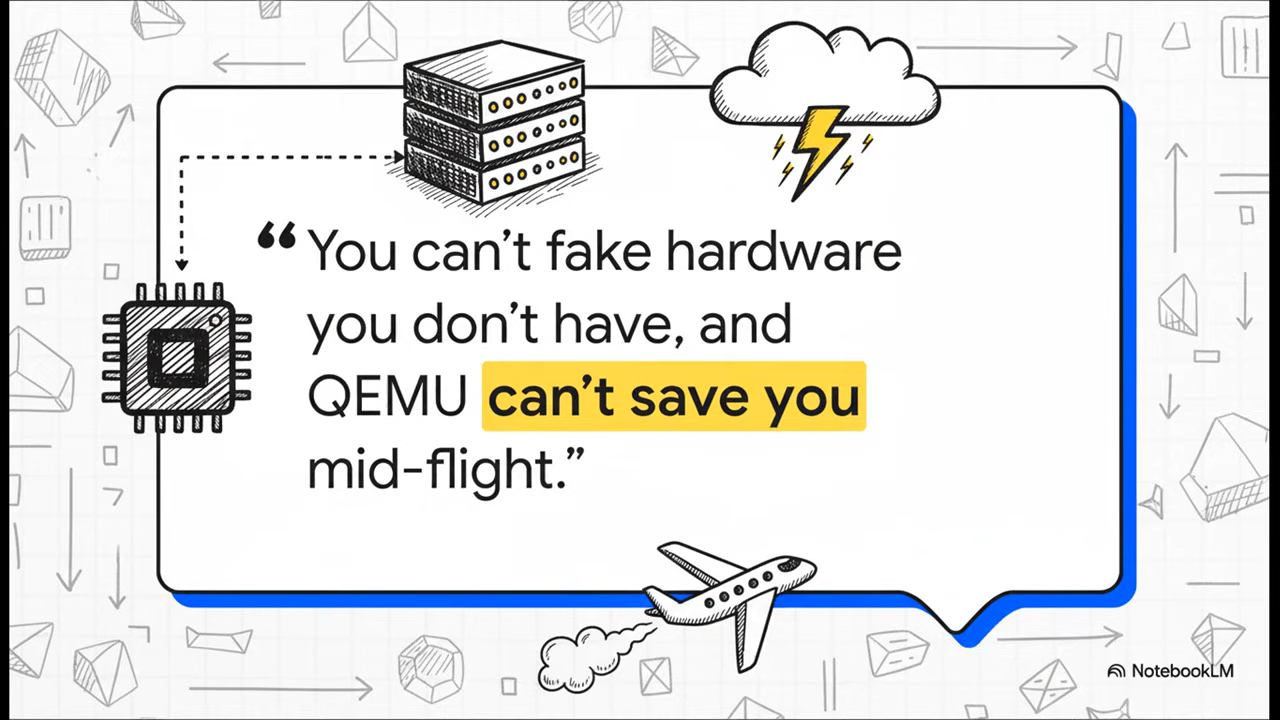 “You can’t fake hardware
you don’t have, and
QEMU can’t save you
mid-flight.”
NotebookLM